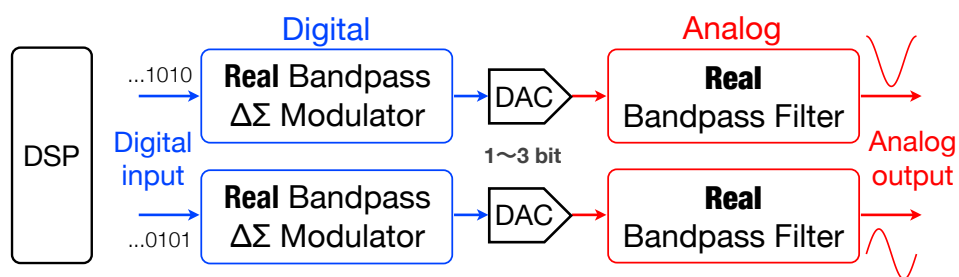 Digital
Analog
DSP
...1010
Real Bandpass
ΔΣ Modulator
DAC
Real
Bandpass Filter
Digital
input
1〜3 bit
Analog
output
...0101
Real Bandpass
ΔΣ Modulator
DAC
Real
Bandpass Filter